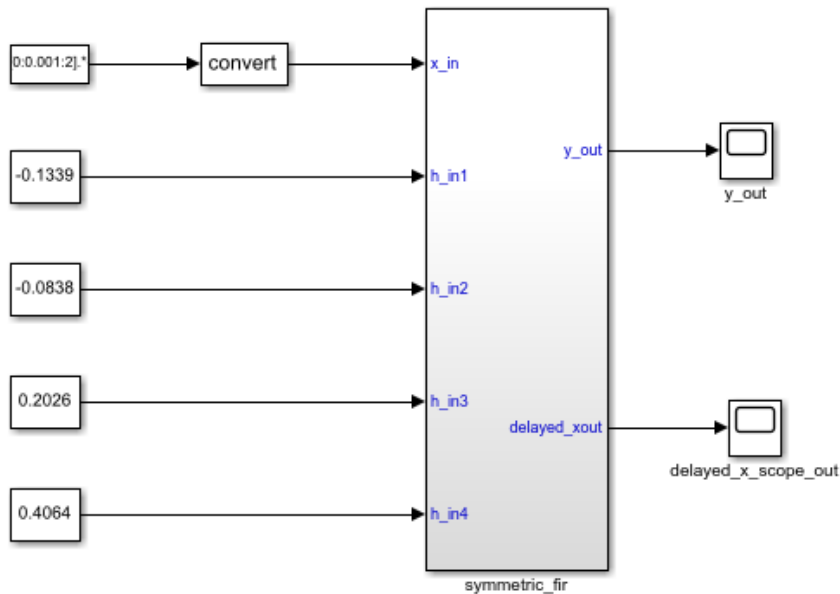 0:0.001:2].*
convert
x_in
-0.1339
h_in1
y_out
y_out
-0.0838
h_in2
0.2026
h_in3
delayed_xout
delayed_x_scope_out
0.4064
h_in4
symmetric_fir